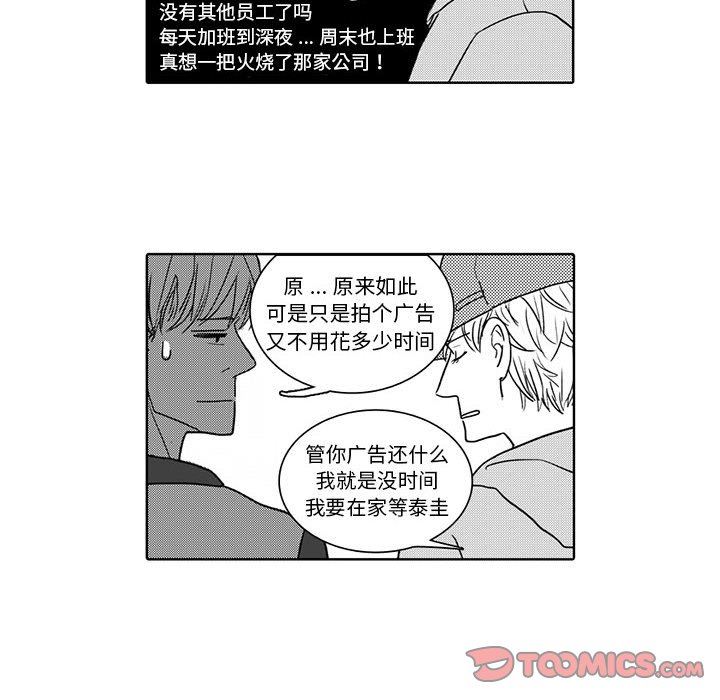 没有其他员工了吗
每天加班到深夜 ... 周末也上班
真想一把火烧了那家公司！
原 ... 原来如此
可是只是拍个广告
又不用花多少时间
管你广告还什么
我就是没时间
我要在家等泰圭
TOOMICS.COM